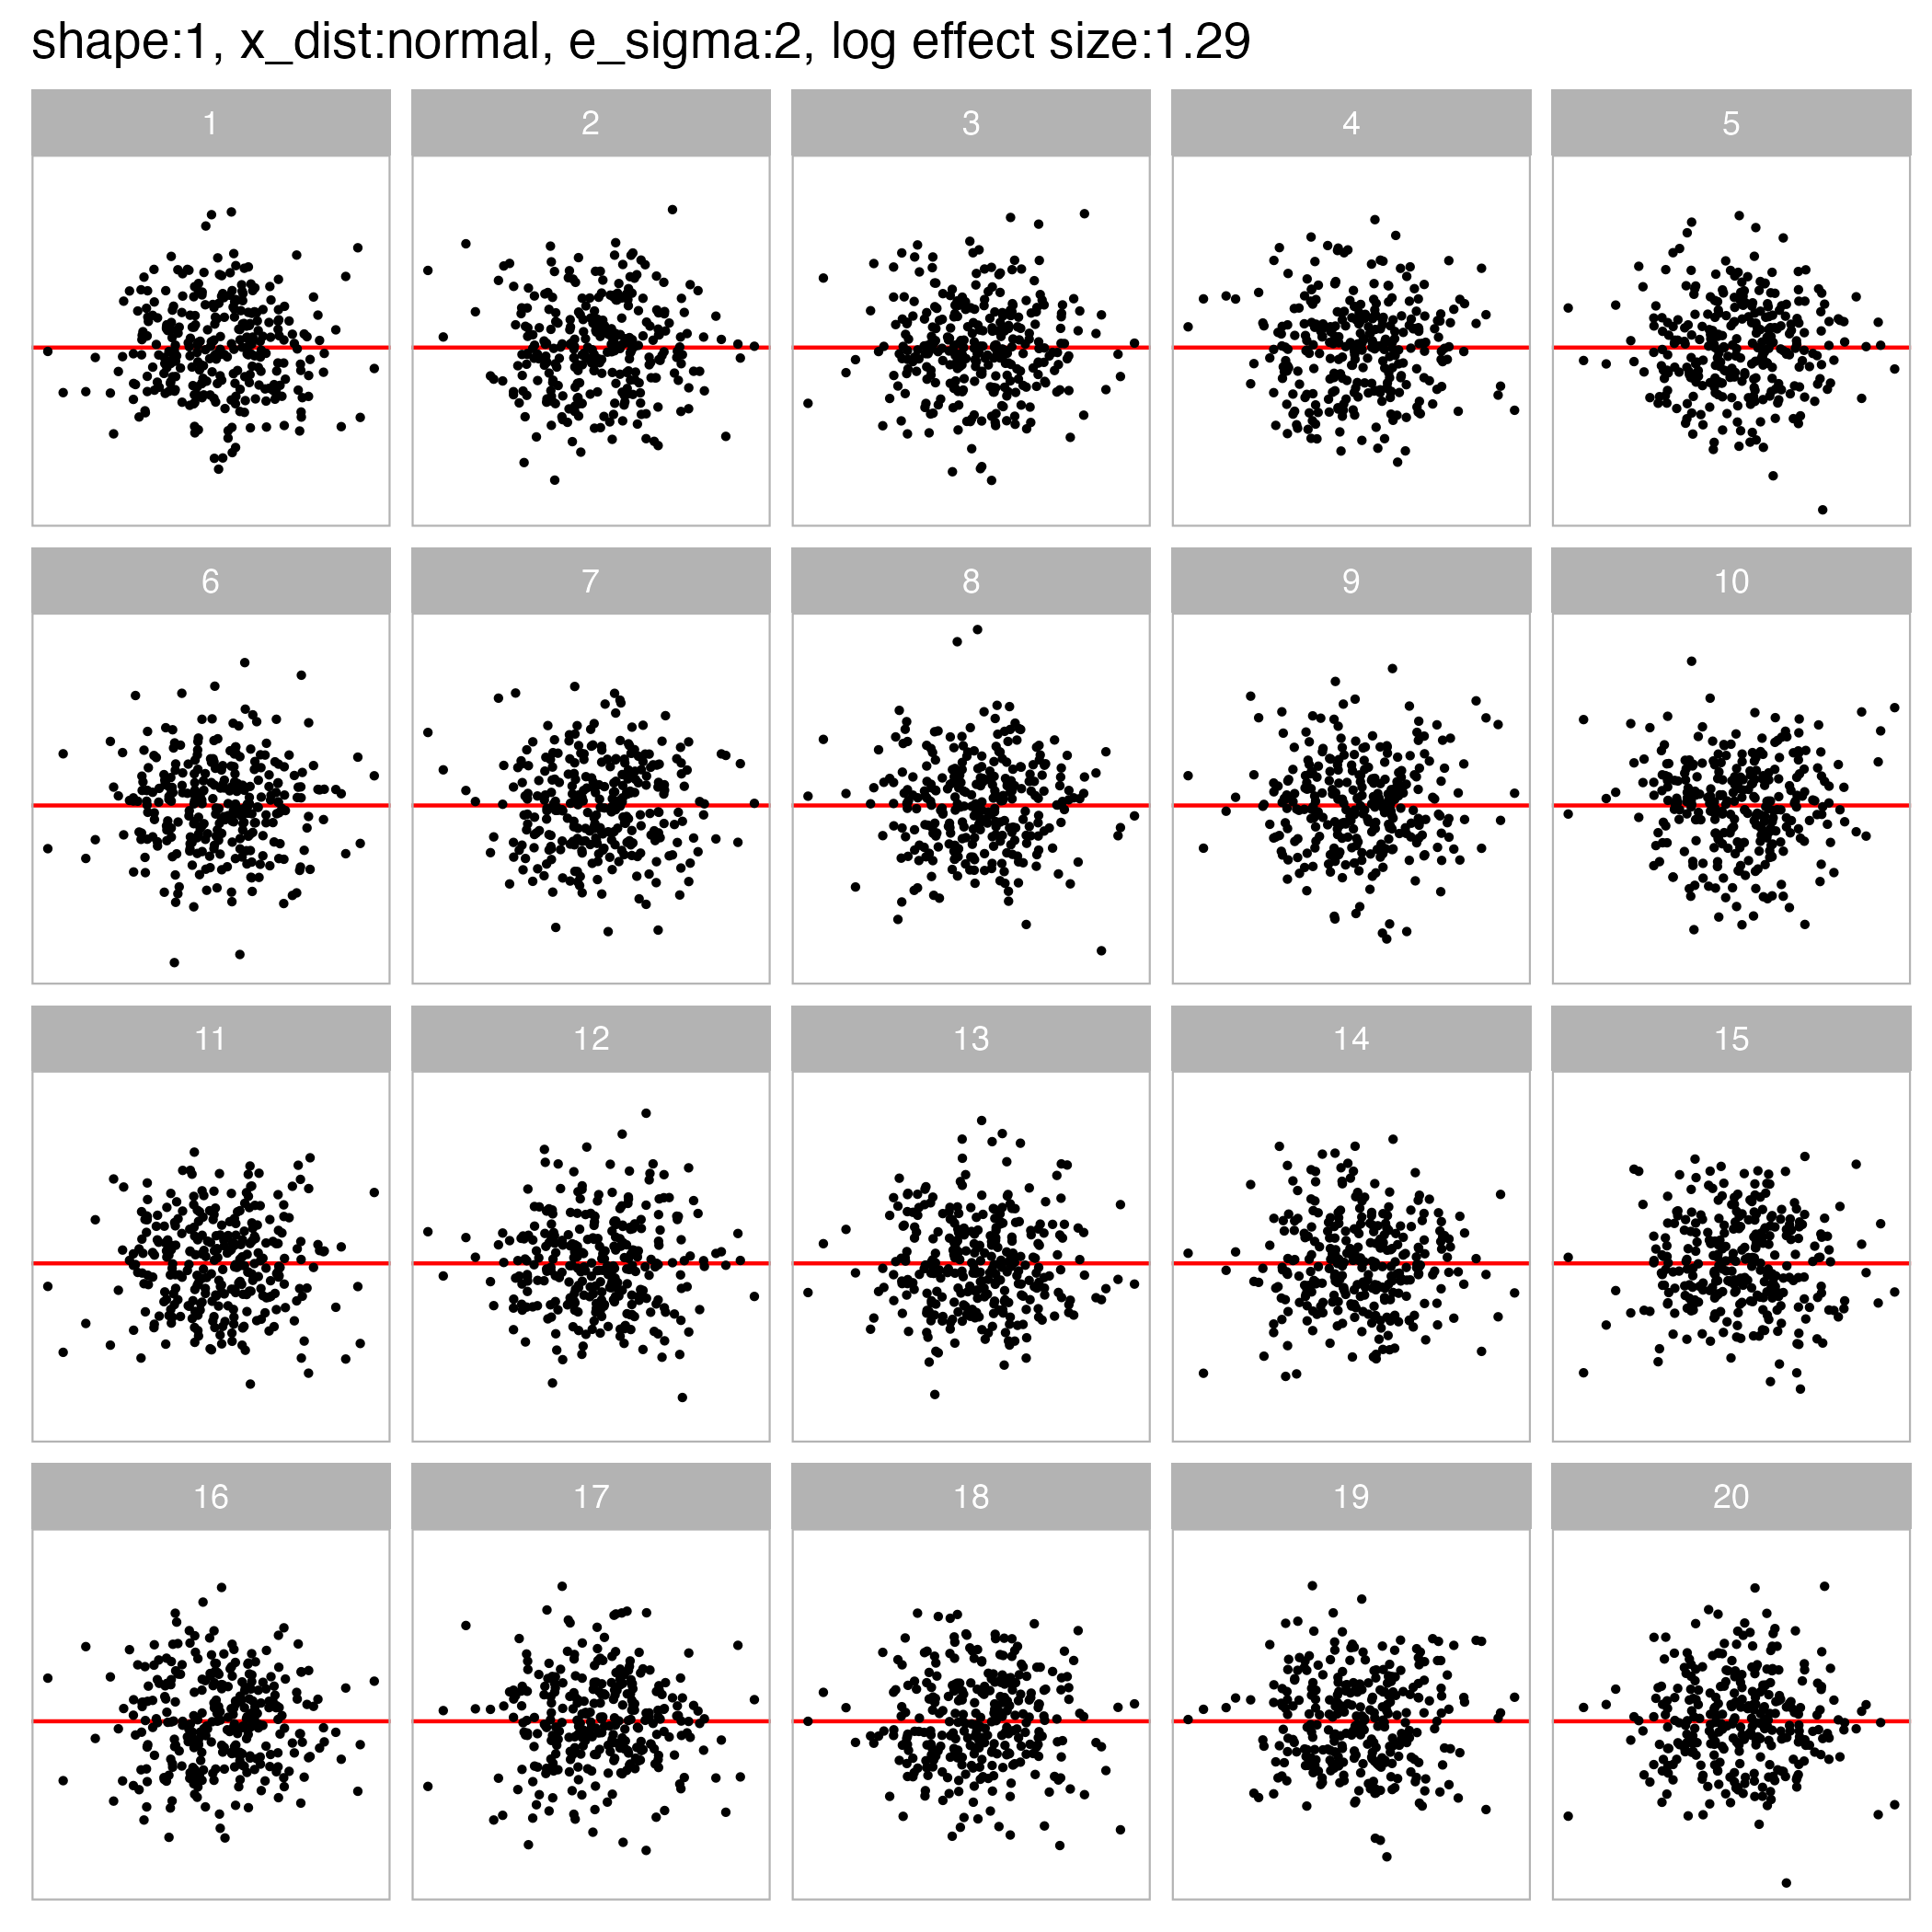 shape:1, x_dist:normal, e_sigma:2, log effect size:1.29
1 2 3 4 5
6 7 8 9 10
11 12 13 14 15
16 17 18 19 20